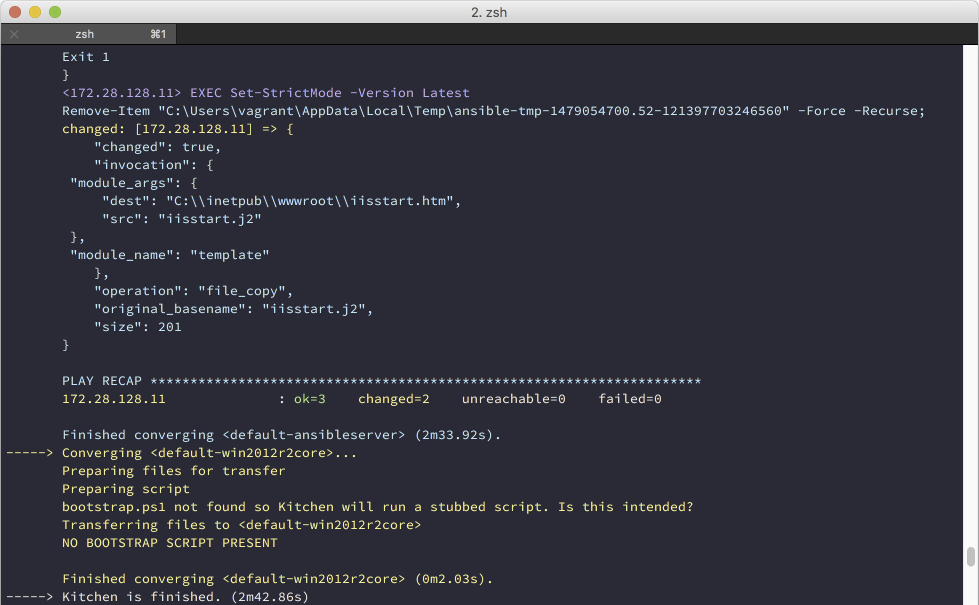 2. zsh
zsh ⌘1
Exit 1
}
<172.28.128.11> EXEC Set-StrictMode -Version Latest
Remove-Item "C:\Users\vagrant\AppData\Local\Temp\ansible-tmp-1479054700.52-121397703246560" -Force -Recurse;
changed: [172.28.128.11] => {
    "changed": true,
    "invocation": {
 "module_args": {
     "dest": "C:\\inetpub\\wwwroot\\iisstart.htm",
     "src": "iisstart.j2"
 },
 "module_name": "template"
    },
    "operation": "file_copy",
    "original_basename": "iisstart.j2",
    "size": 201
}
PLAY RECAP *********************************************************************
172.28.128.11              : ok=3    changed=2    unreachable=0    failed=0
Finished converging <default-ansibleserver> (2m33.92s).
-----> Converging <default-win2012r2core>...
Preparing files for transfer
Preparing script
bootstrap.ps1 not found so Kitchen will run a stubbed script. Is this intended?
Transferring files to <default-win2012r2core>
NO BOOTSTRAP SCRIPT PRESENT
Finished converging <default-win2012r2core> (0m2.03s).
-----> Kitchen is finished. (2m42.86s)